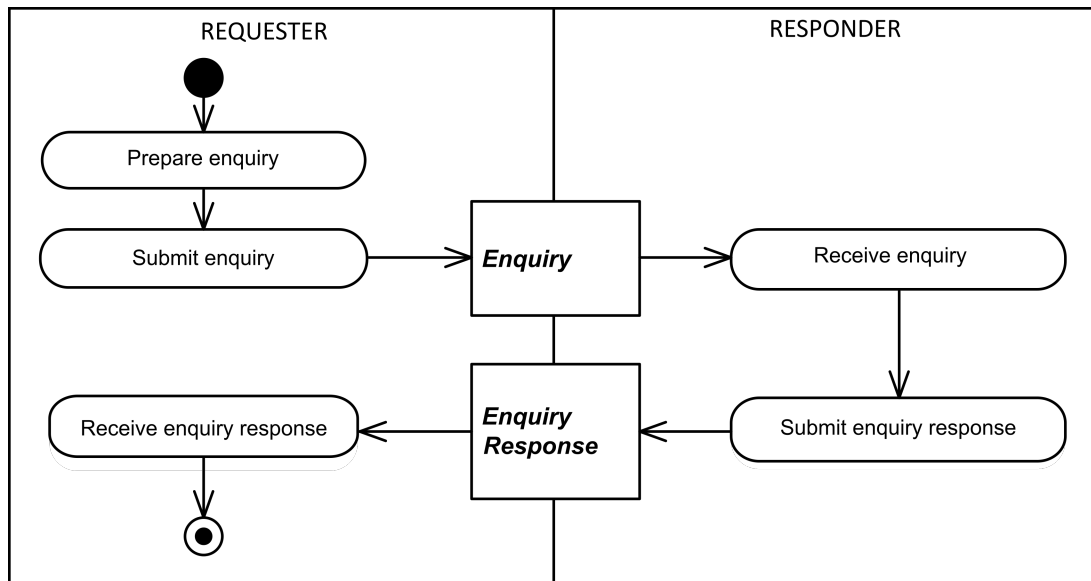 REQUESTER
RESPONDER
Prepare enquiry
Submit enquiry
Enquiry
Receive enquiry
Receive enquiry response
Enquiry
Response
Submit enquiry response